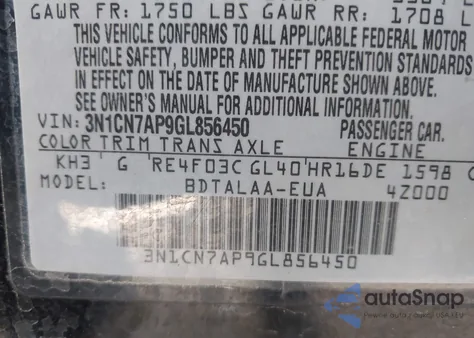 GAWR FR: 1750 LBS GAWR RR: 1708 L
THIS VEHICLE CONFORMS TO ALL APPLICABLE FEDERAL MOTOR
VEHICLE SAFETY, BUMPER AND THEFT PREVENTION STANDARDS
IN EFFECT ON THE DATE OF MANUFACTURE SHOWN ABOVE.
SEE OWNER'S MANUAL FOR ADDITIONAL INFORMATION.
VIN: 3N1CN7AP9GL856450 PASSENGER CAR.
COLOR TRIM TRANS AXLE ENGINE
KH3 G RE4F03C GL40 HR16DE 1598 C
MODEL: BDTALAA-EUA 4Z000
3N1CN7AP9GL856450
autoSnap